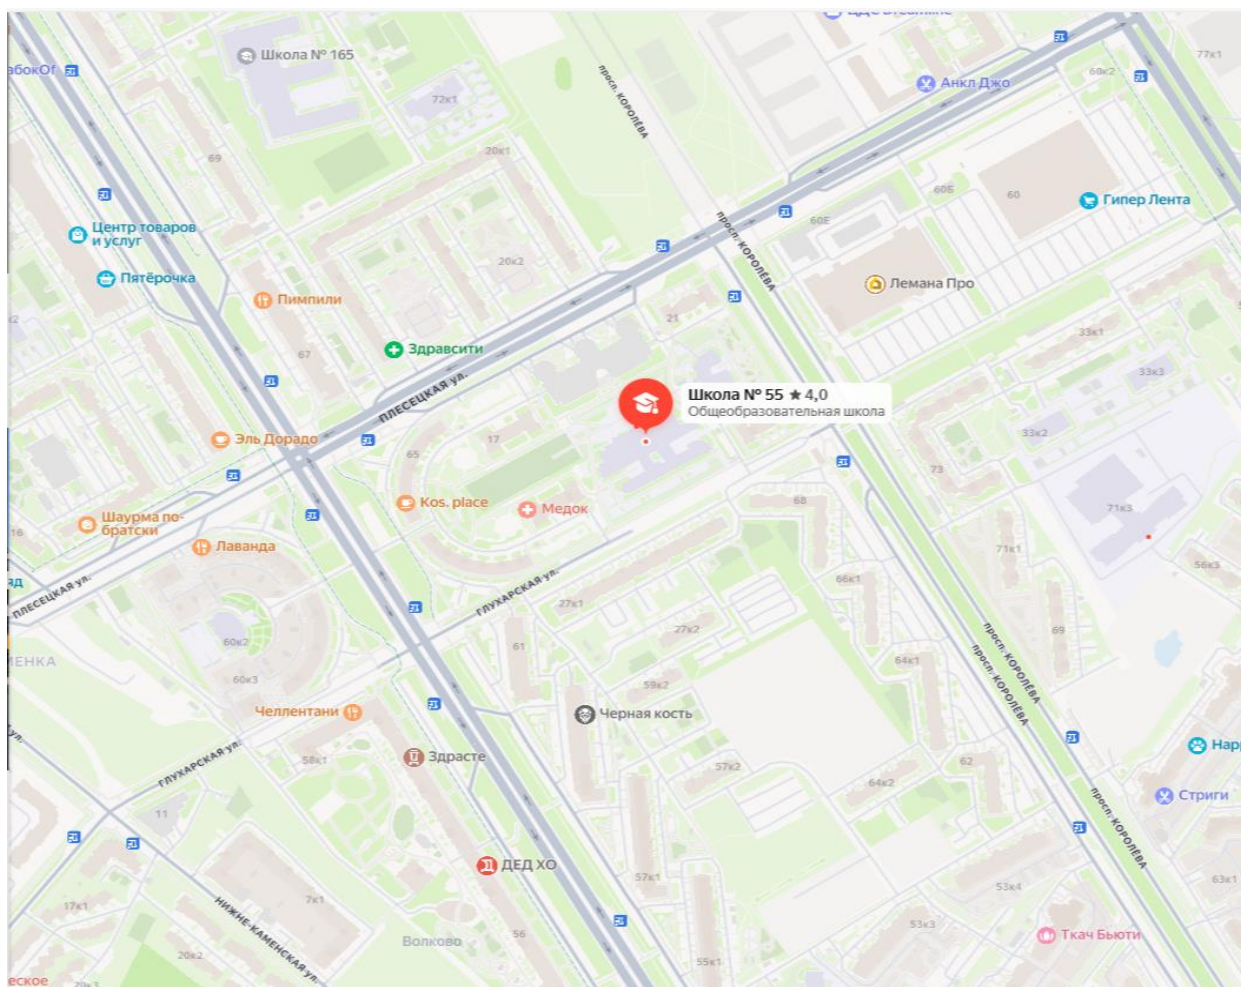 Школа № 165
просп. КОРОЛЁВА
Анкл Джо
60к2
77к1
72к1
69
20к1
60Б
60
Гипер Лента
60Е
просп. КОРОЛЁВА
Центр товаров
и услуг
Пятёрочка
20к2
Пимпили
Лемана Про
21
33к1
67
Здравсити
33к3
ПЛЕСЕЦКАЯ ул.
Школа № 55 ★ 4,0
Общеобразовательная школа
Эль Дорадо
17
65
33к2
73
Kos. place
Медок
68
71к3
Шаурма по-
братски
16
Лаванда
71к1
56к3
ПЛЕСЕЦКАЯ ул.
ГЛУХАРСКАЯ ул.
66к1
27к1
27к2
69
просп. КОРОЛЁВА
просп. КОРОЛЁВА
60к2
61
МЕНКА
60к3
64к1
59к2
Челлентани
Черная кость
ГЛУХАРСКАЯ ул.
58к1
Здрасте
57к2
64к2
62
Стриги
просп. КОРОЛЁВА
11
ДЕД ХО
57к1
63к1
53к4
7к1
17к1
НИЖНЕ-КАМЕНСКАЯ ул.
Волково
56
53к3
Ткач Бьюти
20к2
55к1
еское